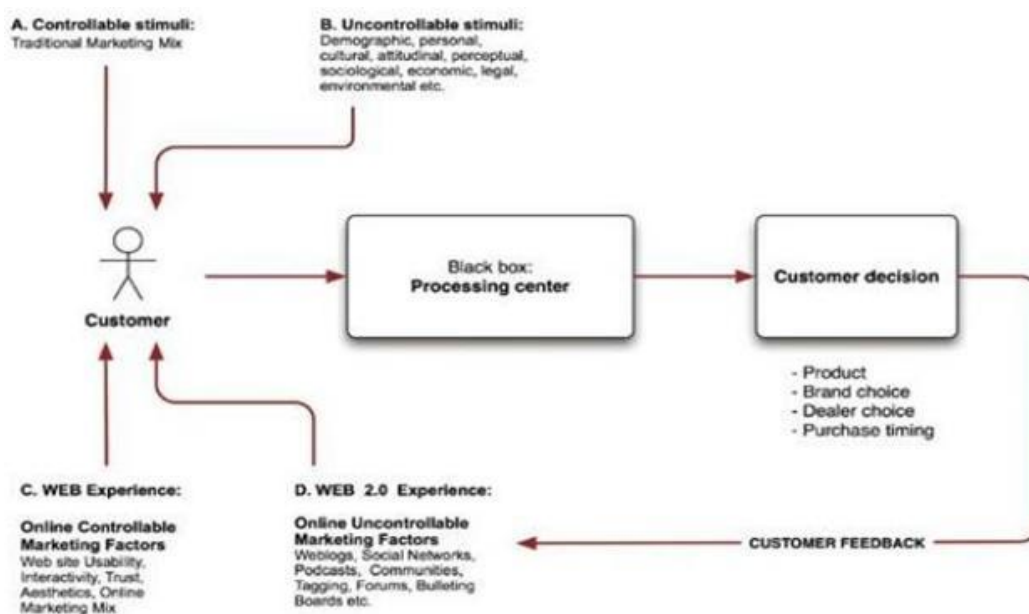 A. Controllable stimuli:
Traditional Marketing Mix
B. Uncontrollable stimuli:
Demographic, personal,
cultural, attitudinal, perceptual,
sociological, economic, legal,
environmental etc.
Customer
Black box:
Processing center
Customer decision
- Product
- Brand choice
- Dealer choice
- Purchase timing
C. WEB Experience:
Online Controllable
Marketing Factors
Web site Usability,
Interactivity, Trust,
Aesthetics, Online
Marketing Mix
D. WEB 2.0 Experience:
Online Uncontrollable
Marketing Factors
Weblogs, Social Networks,
Podcasts, Communities,
Tagging, Forums, Bulleting
Boards etc.
CUSTOMER FEEDBACK